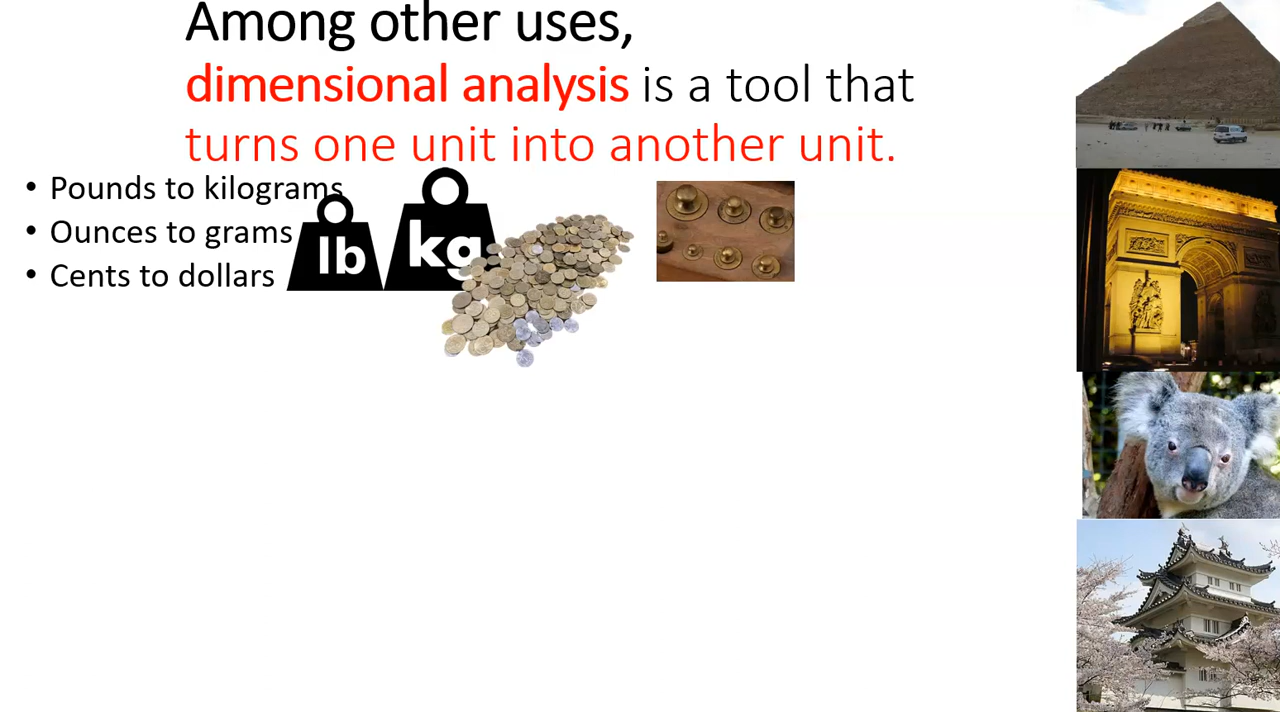 Among other uses,
dimensional analysis is a tool that
turns one unit into another unit.
• Pounds to kilograms
• Ounces to grams
• Cents to dollars
lb
kg